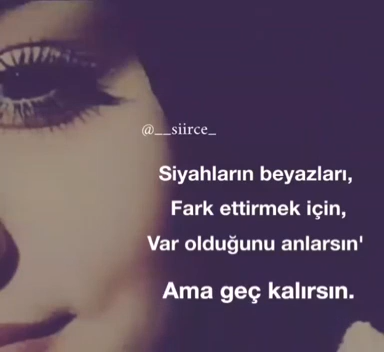 @__siirce_
Siyahların beyazları,
Fark ettirmek için,
Var olduğunu anlarsın'
Ama geç kalırsın.